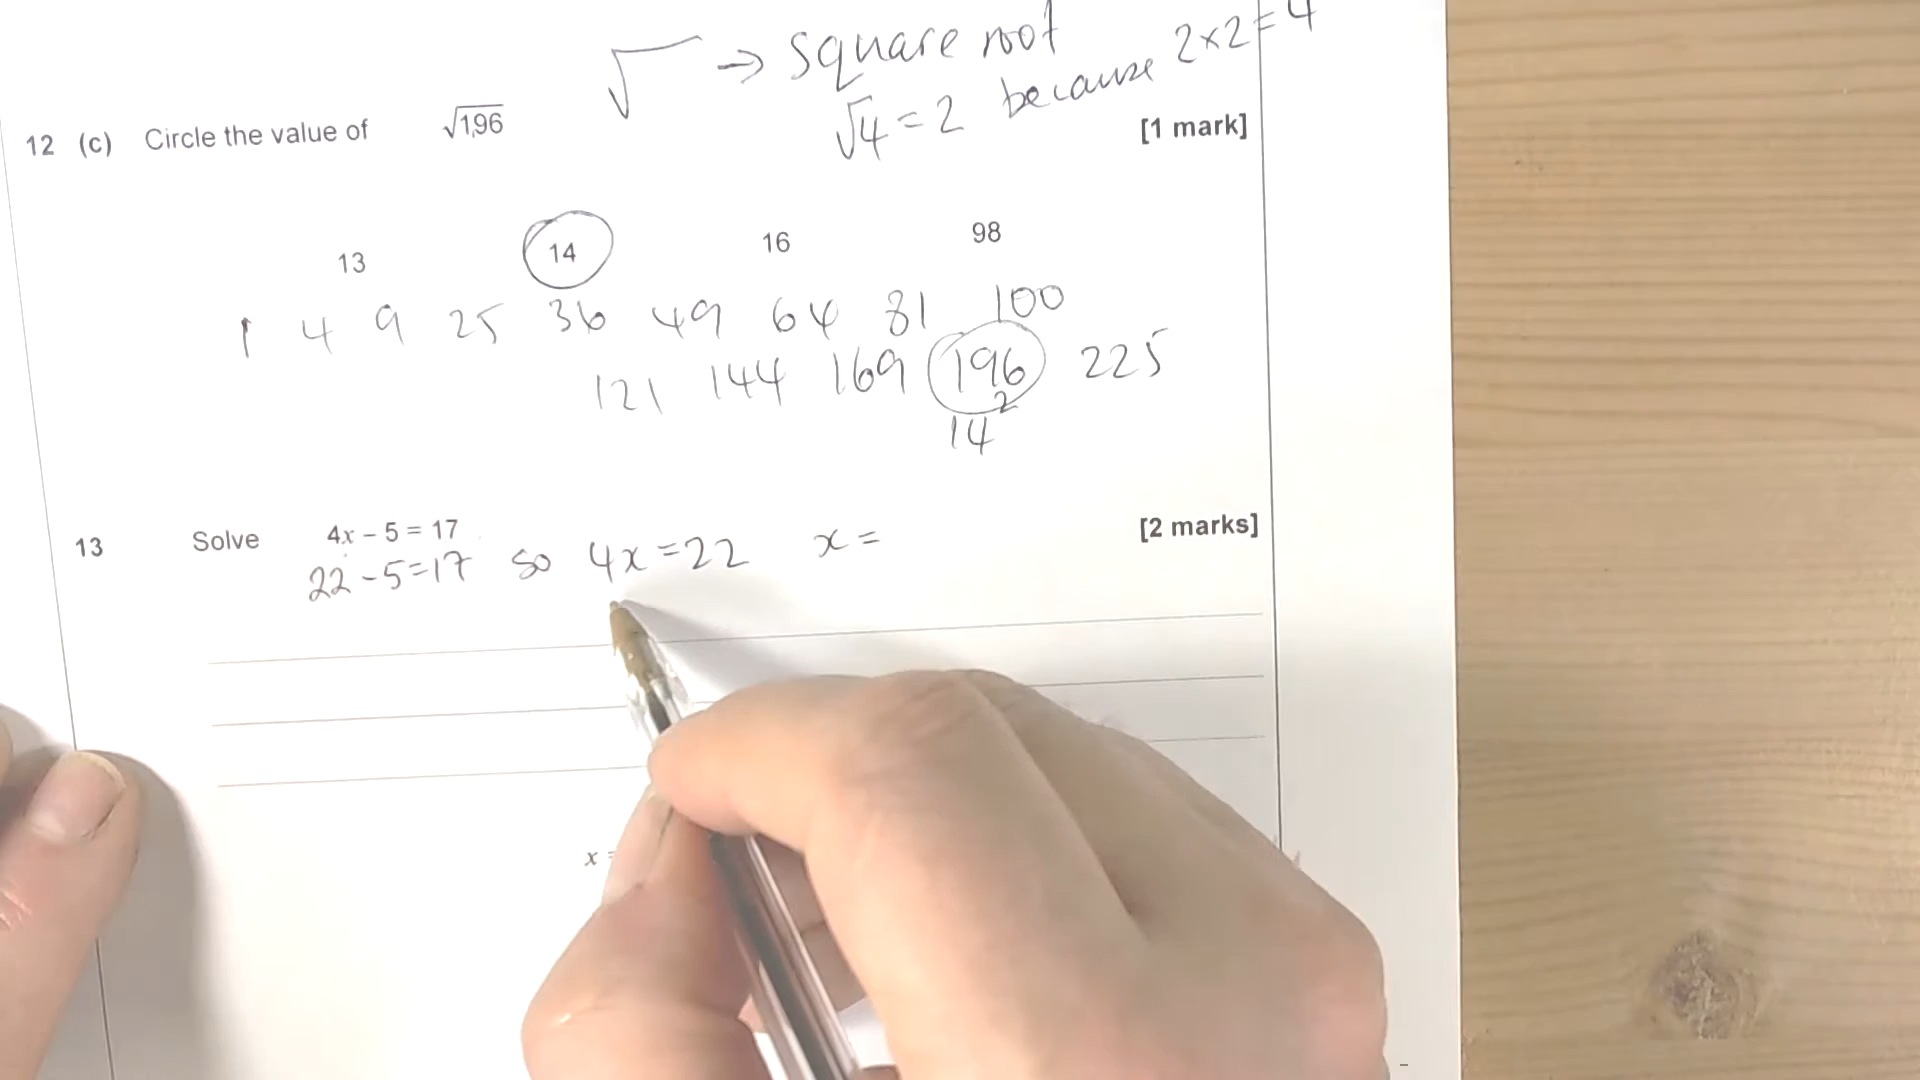 √ → square root
√4 = 2 because 2×2=4
12 (c) Circle the value of √196 [1 mark]
13 14 16 98
1 4 9 25 36 49 64 81 100
121 144 169 196 225
14²
13 Solve 4x – 5 = 17 [2 marks]
22 - 5 = 17 so 4x = 22 x =
x =